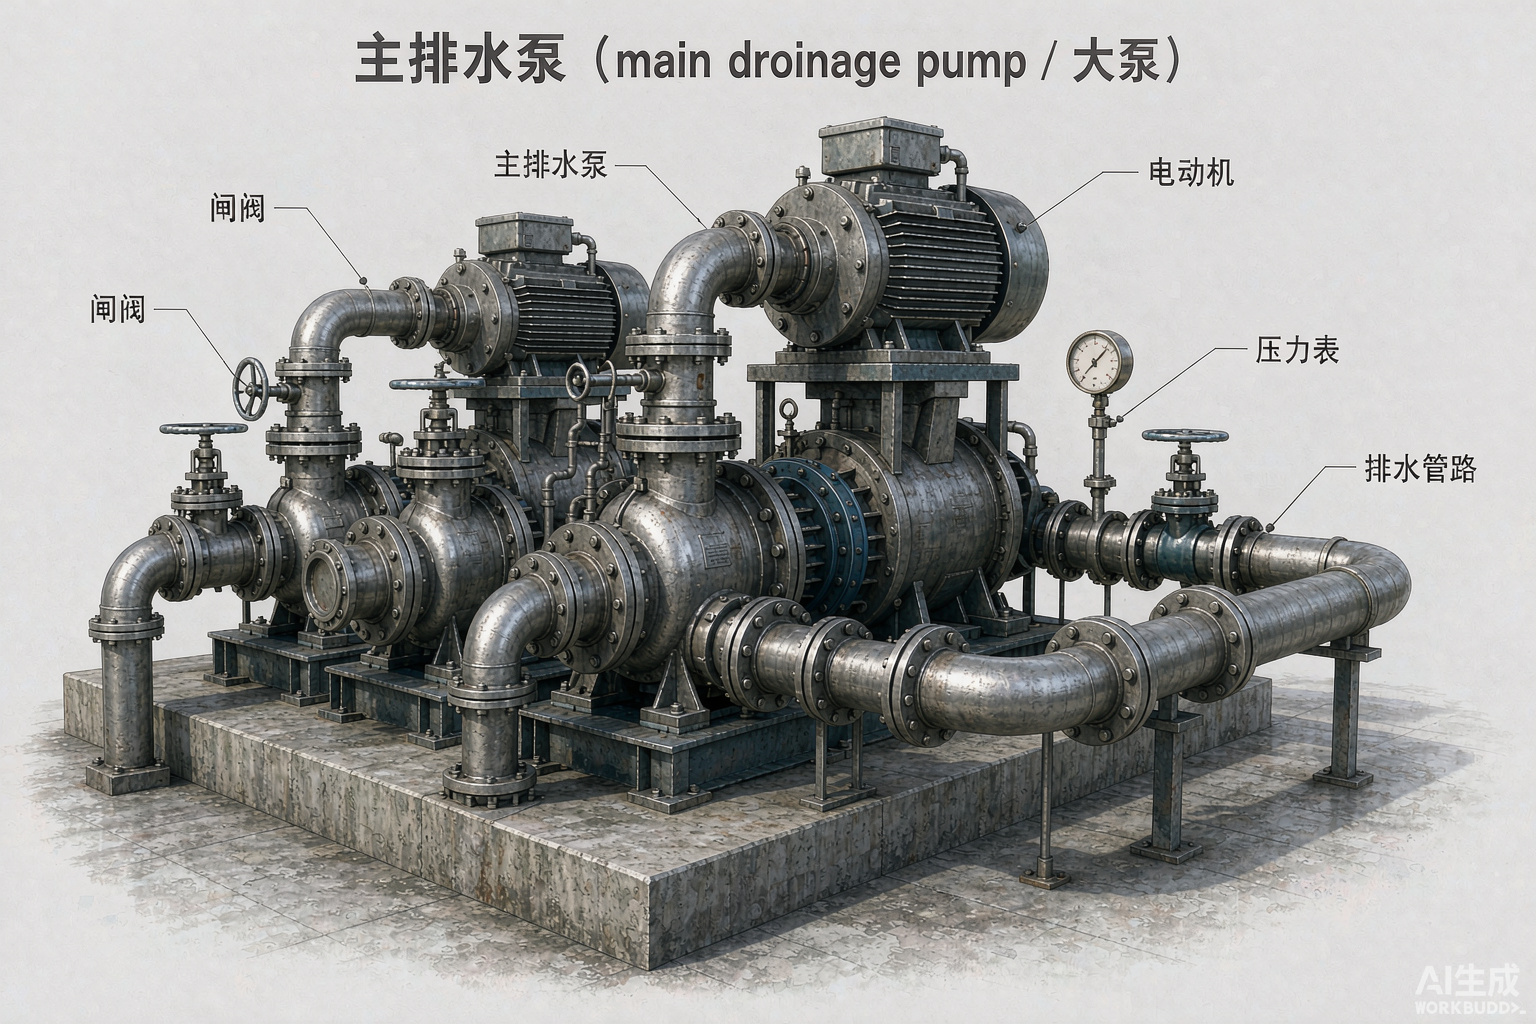 主排水泵（main droinage pump / 大泵）
主排水泵
电动机
闸阀
闸阀
压力表
排水管路
AI生成
WORKBUDD